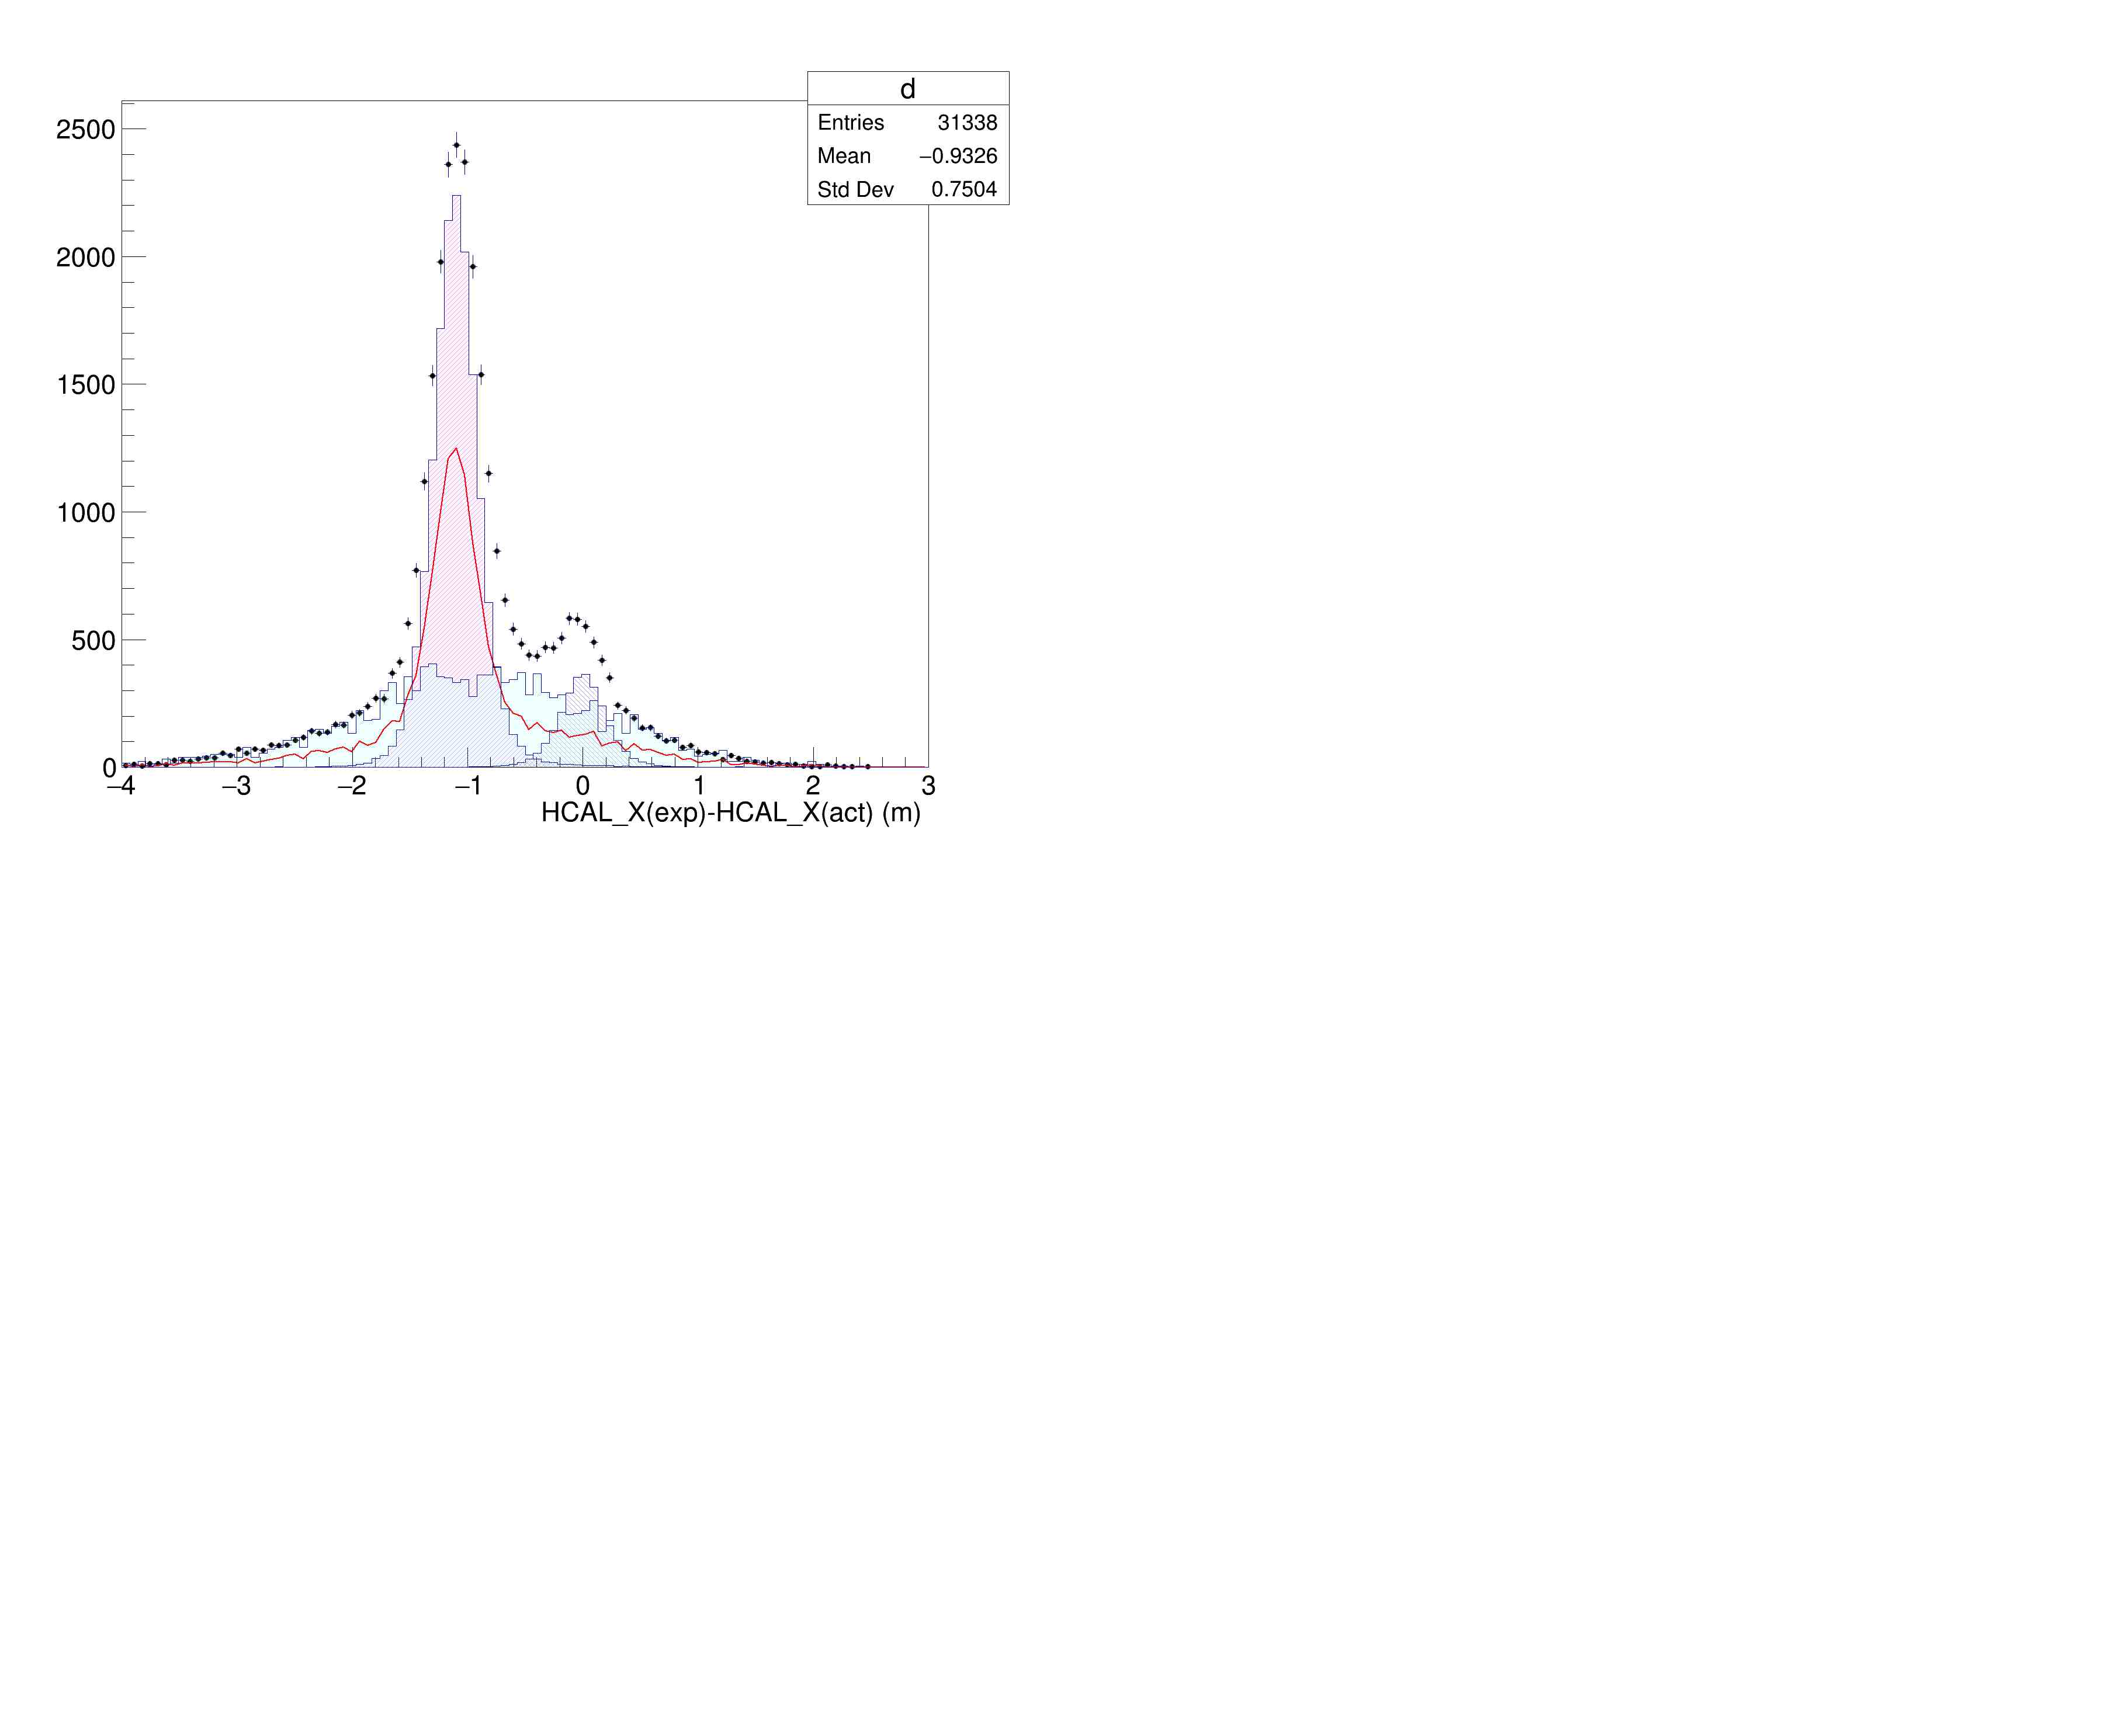 d
Entries 31338
Mean −0.9326
Std Dev 0.7504
2500
2000
1500
1000
500
0
−4 −3 −2 −1 0 1 2 3
HCAL_X(exp)-HCAL_X(act) (m)